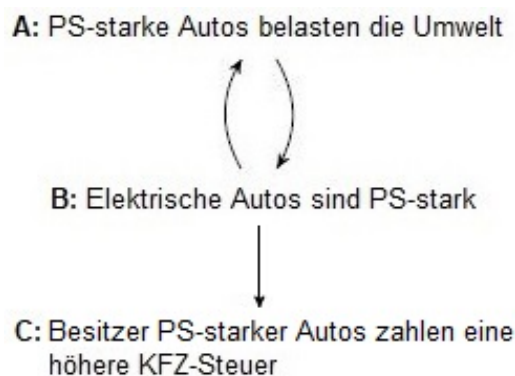 A: PS-starke Autos belasten die Umwelt
B: Elektrische Autos sind PS-stark
C: Besitzer PS-starker Autos zahlen eine
höhere KFZ-Steuer